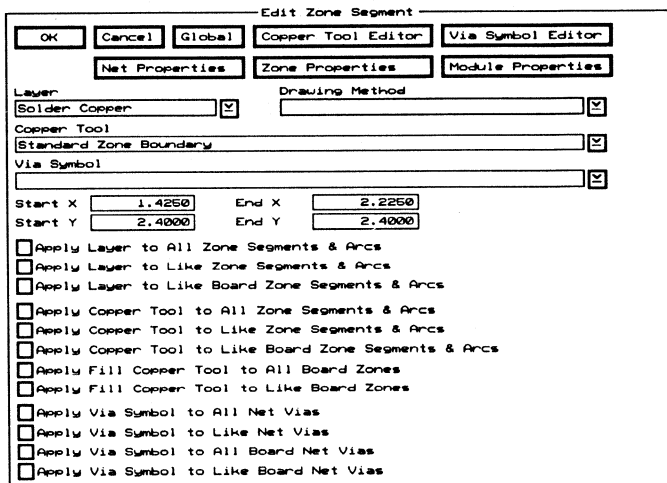 Edit Zone Segment
OK Cancel Global Copper Tool Editor Via Symbol Editor
Net Properties Zone Properties Module Properties
Layer Drawing Method
Solder Copper
Copper Tool
Standard Zone Boundary
Via Symbol
Start X 1.4250 End X 2.2250
Start Y 2.4000 End Y 2.4000
Apply Layer to All Zone Segments & Arcs
Apply Layer to Like Zone Segments & Arcs
Apply Layer to Like Board Zone Segments & Arcs
Apply Copper Tool to All Zone Segments & Arcs
Apply Copper Tool to Like Zone Segments & Arcs
Apply Copper Tool to Like Board Zone Segments & Arcs
Apply Fill Copper Tool to All Board Zones
Apply Fill Copper Tool to Like Board Zones
Apply Via Symbol to All Net Vias
Apply Via Symbol to Like Net Vias
Apply Via Symbol to All Board Net Vias
Apply Via Symbol to Like Board Net Vias